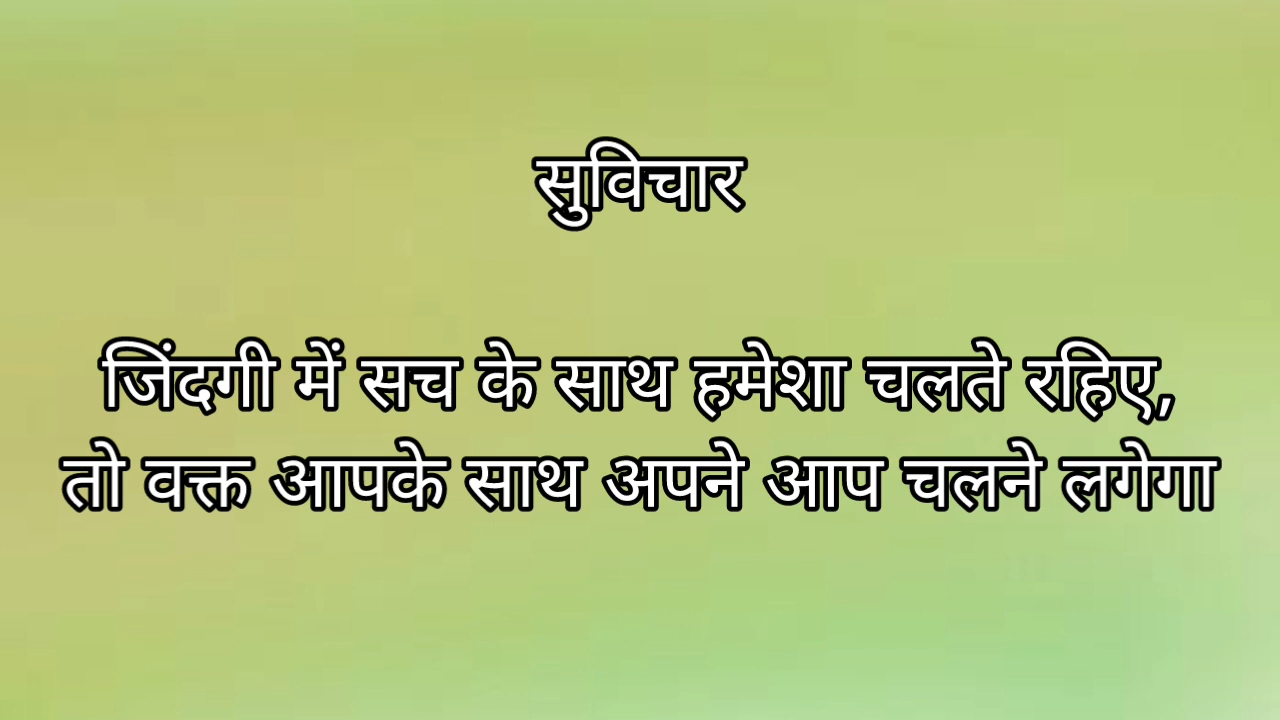 सुविचार
जिंदगी में सच के साथ हमेशा चलते रहिए,
तो वक्त आपके साथ अपने आप चलने लगेगा